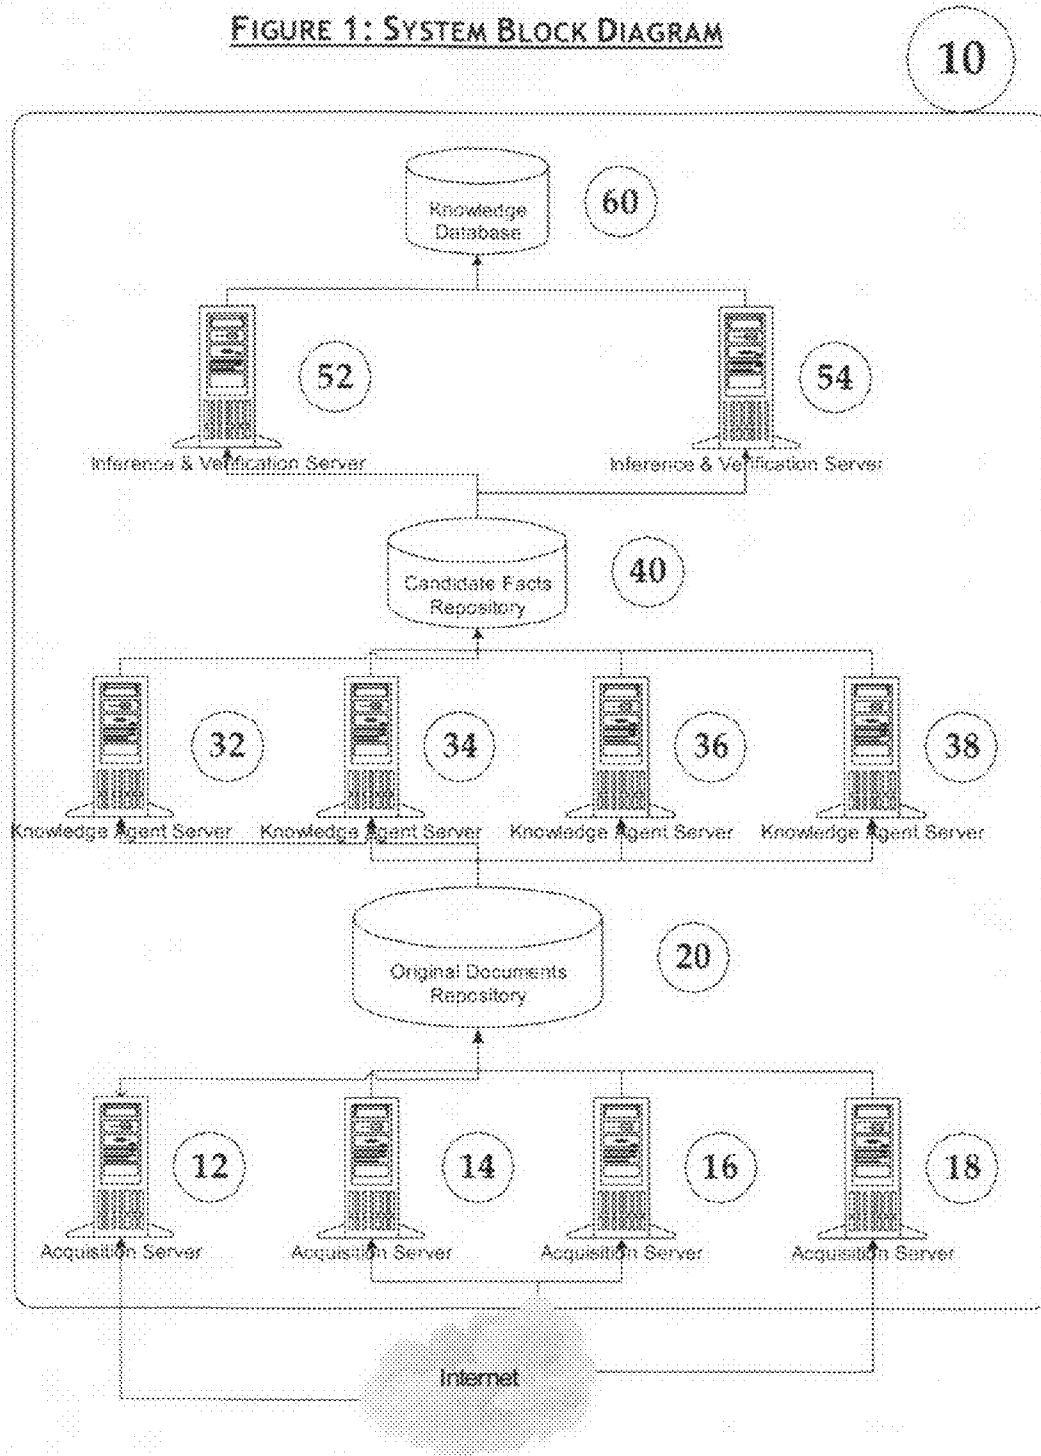 FIGURE 1: SYSTEM BLOCK DIAGRAM
10
Knowledge
Database
60
52
54
Inference & Verification Server
Inference & Verification Server
Candidate Facts
Repository
40
32
34
36
38
Knowledge Agent Server
Knowledge Agent Server
Knowledge Agent Server
Knowledge Agent Server
Original Documents
Repository
20
12
14
16
18
Acquisition Server
Acquisition Server
Acquisition Server
Acquisition Server
Internet